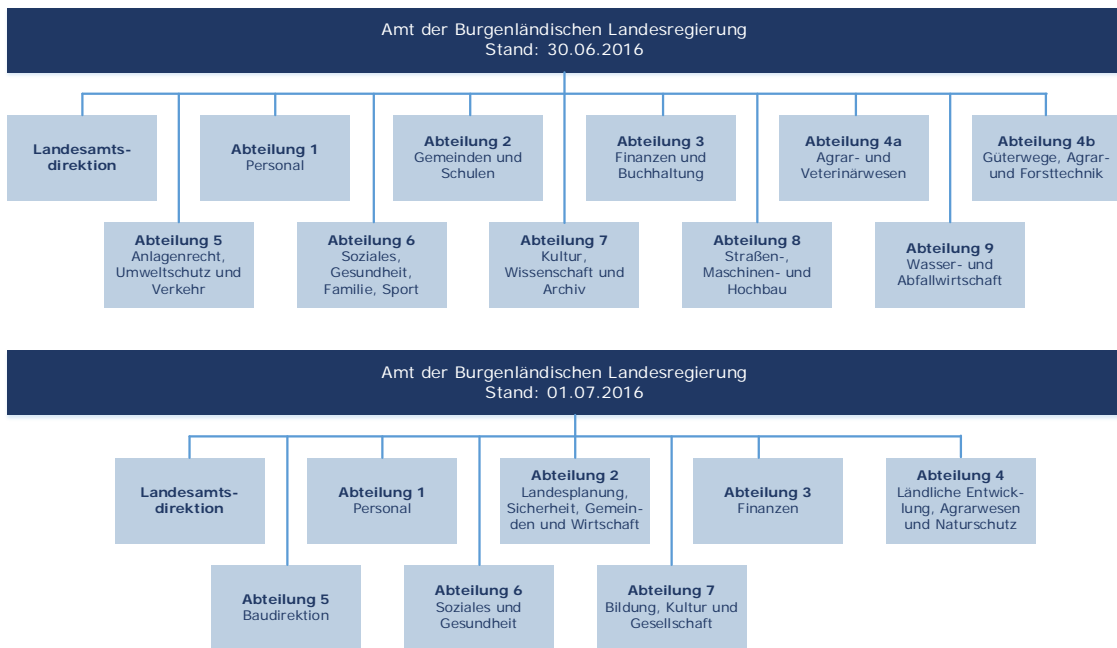 Amt der Burgenländischen Landesregierung
Stand: 30.06.2016
Landesamts-
direktion
Abteilung 1
Personal
Abteilung 2
Gemeinden und
Schulen
Abteilung 3
Finanzen und
Buchhaltung
Abteilung 4a
Agrar- und
Veterinärwesen
Abteilung 4b
Güterwege, Agrar-
und Forsttechnik
Abteilung 5
Anlagenrecht,
Umweltschutz und
Verkehr
Abteilung 6
Soziales,
Gesundheit,
Familie, Sport
Abteilung 7
Kultur,
Wissenschaft und
Archiv
Abteilung 8
Straßen-,
Maschinen- und
Hochbau
Abteilung 9
Wasser- und
Abfallwirtschaft
Amt der Burgenländischen Landesregierung
Stand: 01.07.2016
Landesamts-
direktion
Abteilung 1
Personal
Abteilung 2
Landesplanung,
Sicherheit, Gemein-
den und Wirtschaft
Abteilung 3
Finanzen
Abteilung 4
Ländliche Entwick-
lung, Agrarwesen
und Naturschutz
Abteilung 5
Baudirektion
Abteilung 6
Soziales und
Gesundheit
Abteilung 7
Bildung, Kultur und
Gesellschaft